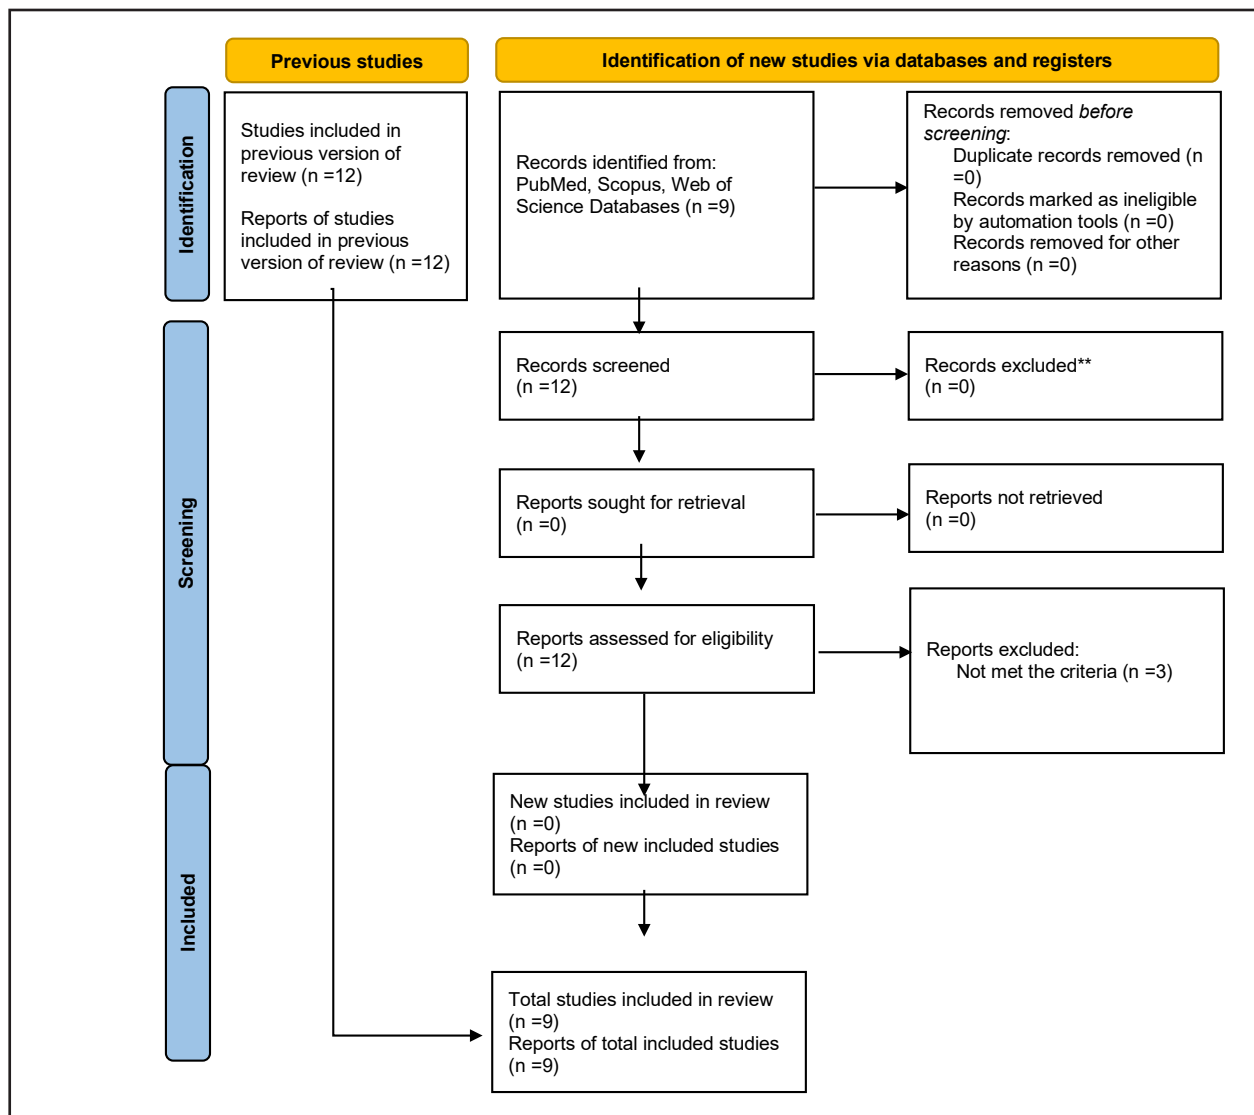 Previous studies
Identification of new studies via databases and registers
Identification
Studies included in
previous version of
review (n =12)
Reports of studies
included in previous
version of review (n =12)
Records identified from:
PubMed, Scopus, Web of
Science Databases (n =9)
Records removed before
screening:
Duplicate records removed (n
=0)
Records marked as ineligible
by automation tools (n =0)
Records removed for other
reasons (n =0)
Screening
Records screened
(n =12)
Records excluded**
(n =0)
Reports sought for retrieval
(n =0)
Reports not retrieved
(n =0)
Reports assessed for eligibility
(n =12)
Reports excluded:
Not met the criteria (n =3)
Included
New studies included in review
(n =0)
Reports of new included studies
(n =0)
Total studies included in review
(n =9)
Reports of total included studies
(n =9)